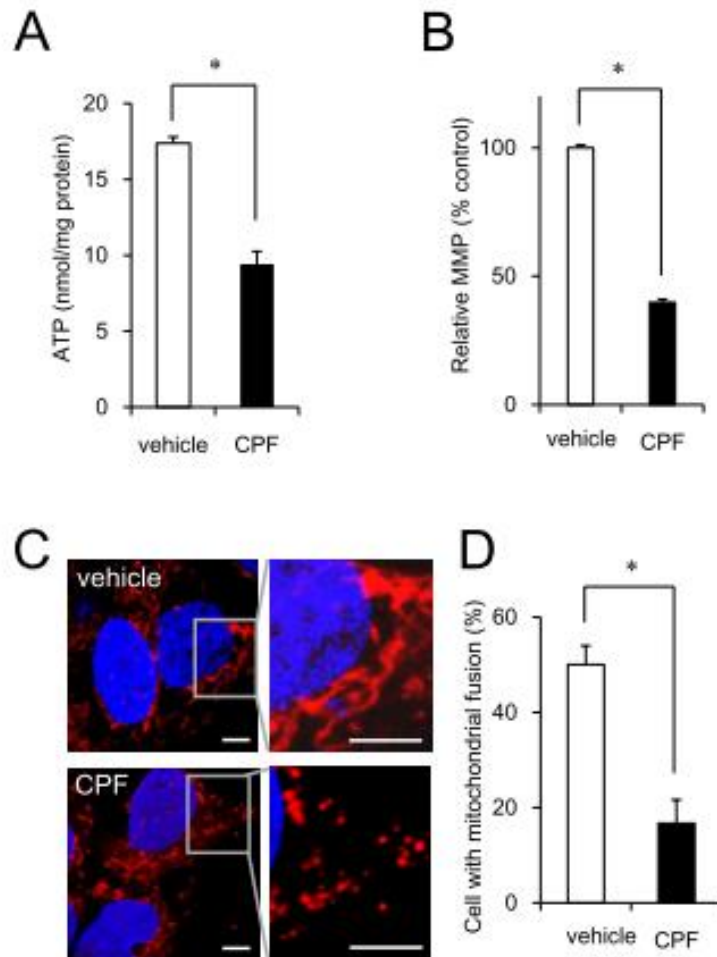 A
*
ATP (nmol/mg protein)
20
15
10
5
0
vehicle CPF
B
*
Relative MMP (% control)
100
50
0
vehicle CPF
C
vehicle
CPF
D
*
Cell with mitochondrial fusion (%)
60
40
20
0
vehicle CPF